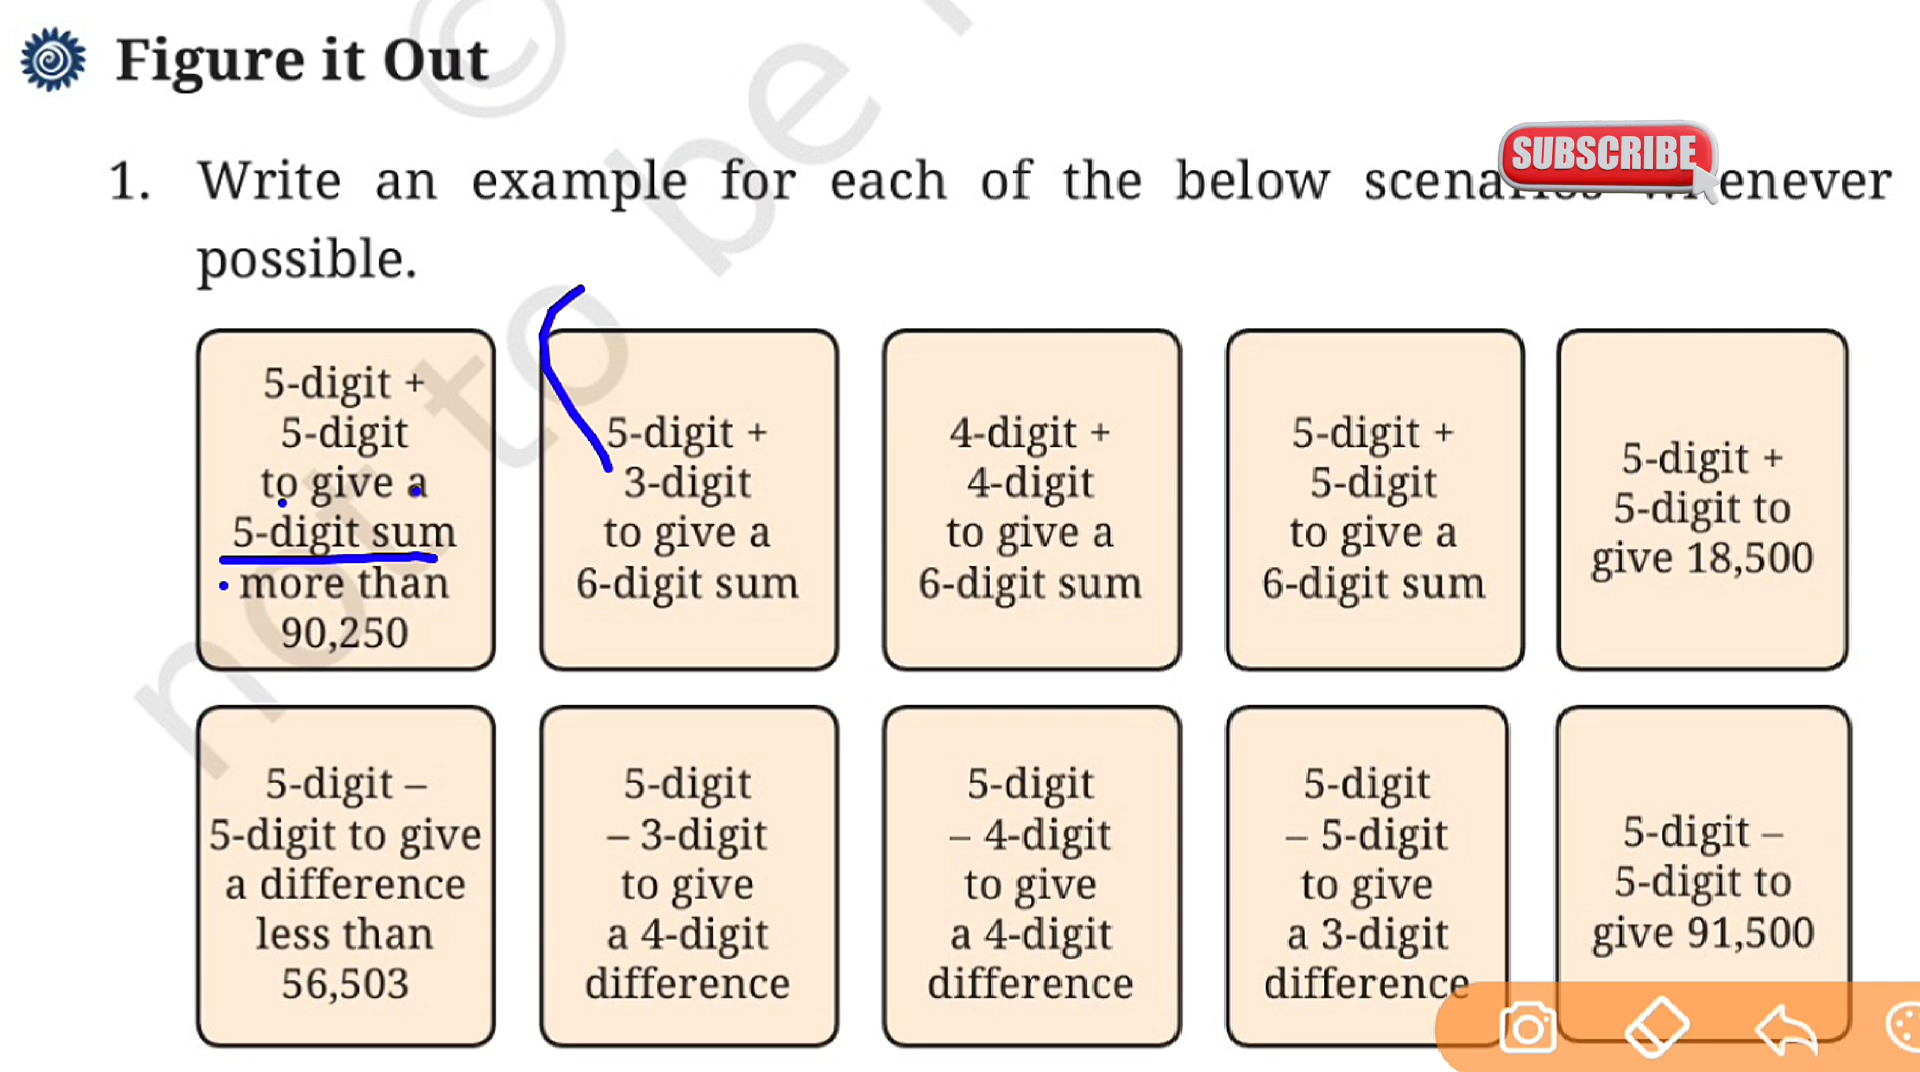 Figure it Out
1. Write an example for each of the below whenever
possible.
SUBSCRIBE
5-digit +
5-digit
to give a
5-digit sum
more than
90,250
5-digit +
3-digit
to give a
6-digit sum
4-digit +
4-digit
to give a
6-digit sum
5-digit +
5-digit
to give a
6-digit sum
5-digit +
5-digit to
give 18,500
5-digit –
5-digit to give
a difference
less than
56,503
5-digit
– 3-digit
to give
a 4-digit
difference
5-digit
– 4-digit
to give
a 4-digit
difference
5-digit
– 5-digit
to give
a 3-digit
difference
5-digit –
5-digit to
give 91,500
© not to be